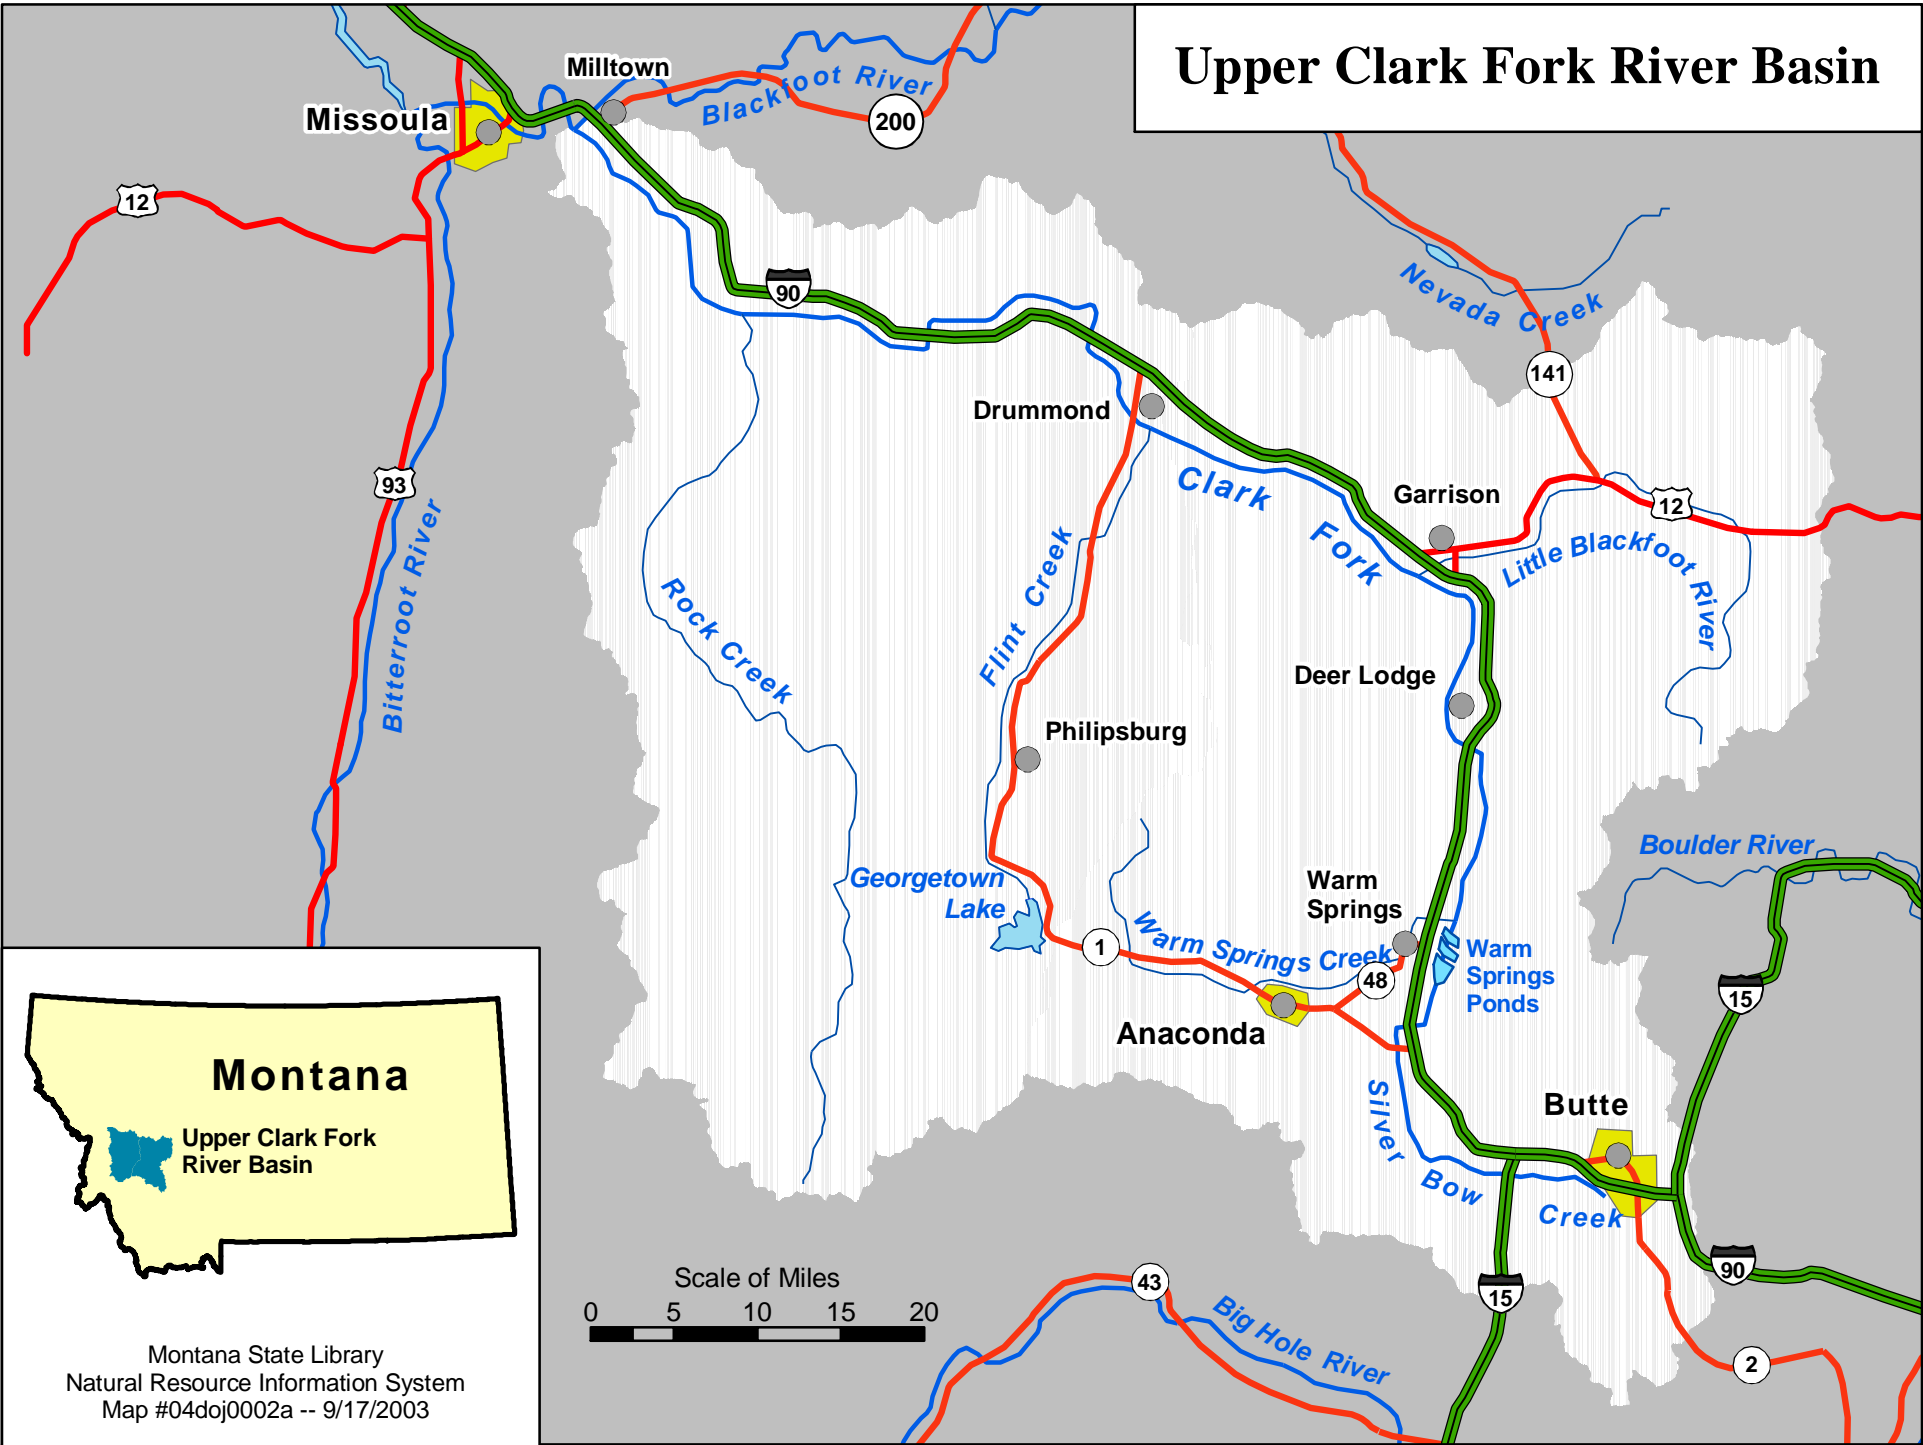 Upper Clark Fork River Basin
Milltown
Blackfoot River
200
Missoula
12
90
Nevada Creek
141
Drummond
93
Clark Fork
Garrison
12
Little Blackfoot River
Bitterroot River
Rock Creek
Flint Creek
Deer Lodge
Philipsburg
Boulder River
Georgetown
Lake
Warm
Springs
1
Warm Springs Creek
48
Warm
Springs
Ponds
15
Anaconda
Butte
Silver Bow Creek
Montana
Upper Clark Fork
River Basin
90
15
43
Big Hole River
2
Scale of Miles
0 5 10 15 20
Montana State Library
Natural Resource Information System
Map #04doj0002a -- 9/17/2003